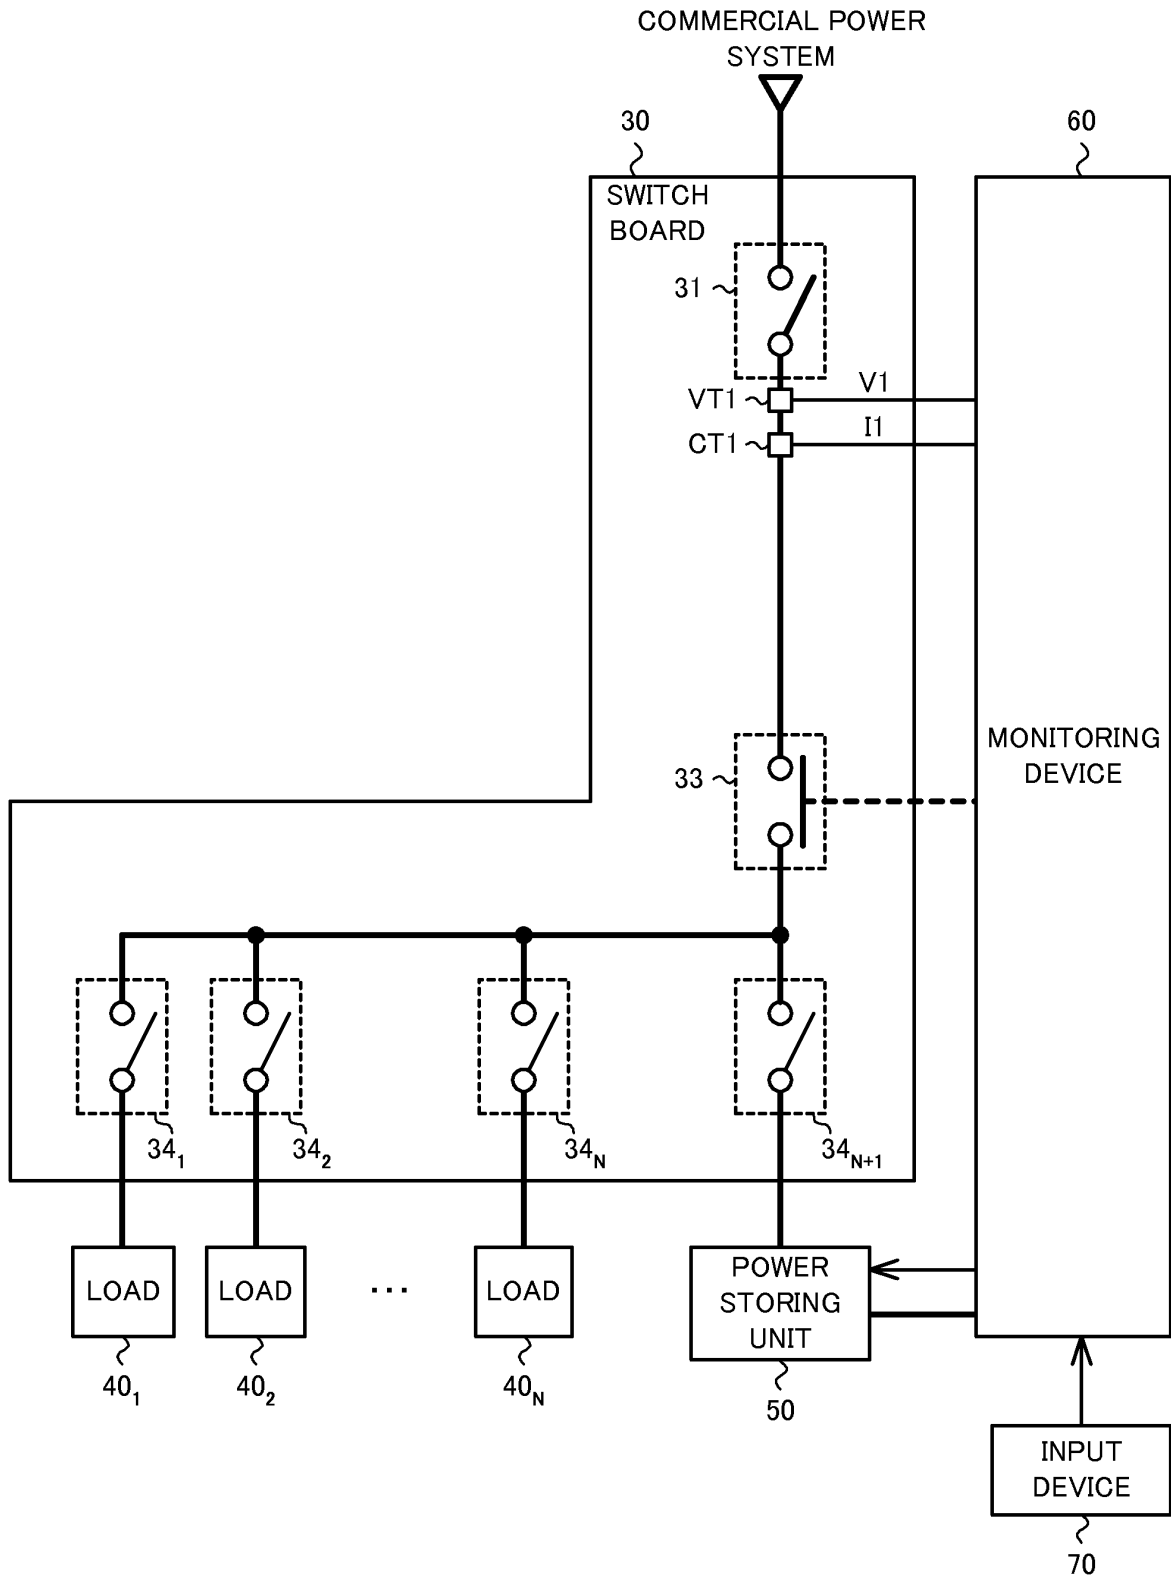 COMMERCIAL POWER
SYSTEM
30
60
SWITCH
BOARD
31
VT1
V1
CT1
I1
MONITORING
DEVICE
33
34₁
34₂
34N
34N+1
LOAD
LOAD
...
LOAD
POWER
STORING
UNIT
40₁
40₂
40N
50
INPUT
DEVICE
70